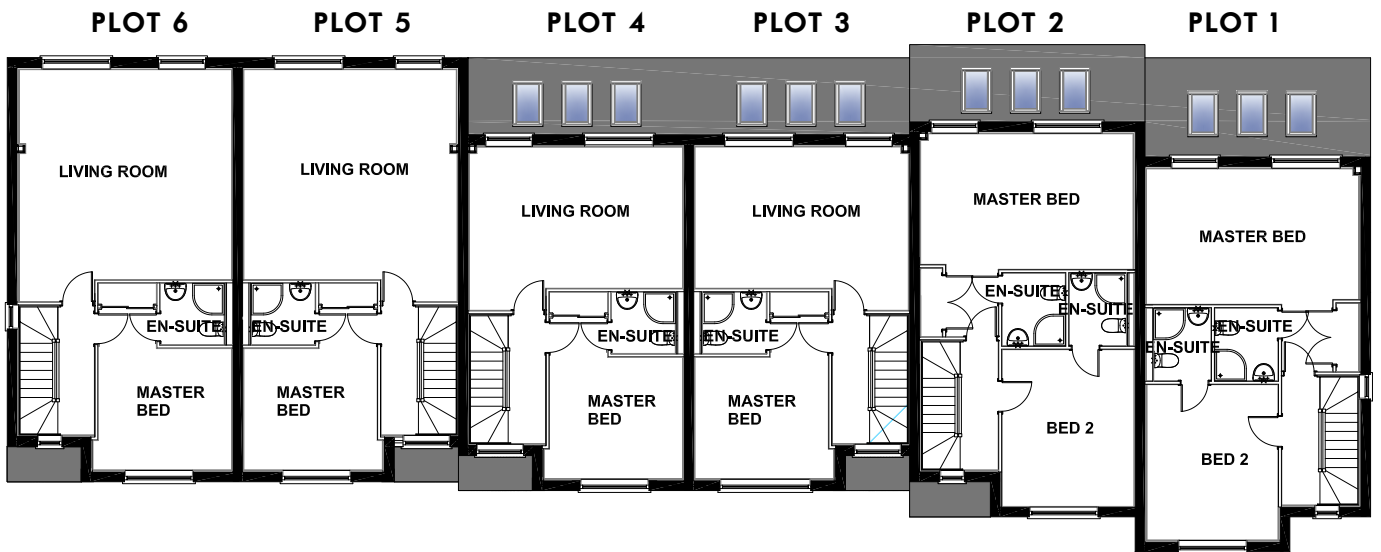 PLOT 6
PLOT 5
PLOT 4
PLOT 3
PLOT 2
PLOT 1
LIVING ROOM
EN-SUITE
MASTER
BED
LIVING ROOM
EN-SUITE
MASTER
BED
LIVING ROOM
EN-SUITE
MASTER
BED
LIVING ROOM
EN-SUITE
MASTER
BED
MASTER BED
EN-SUITE
EN-SUITE
BED 2
MASTER BED
EN-SUITE
EN-SUITE
BED 2